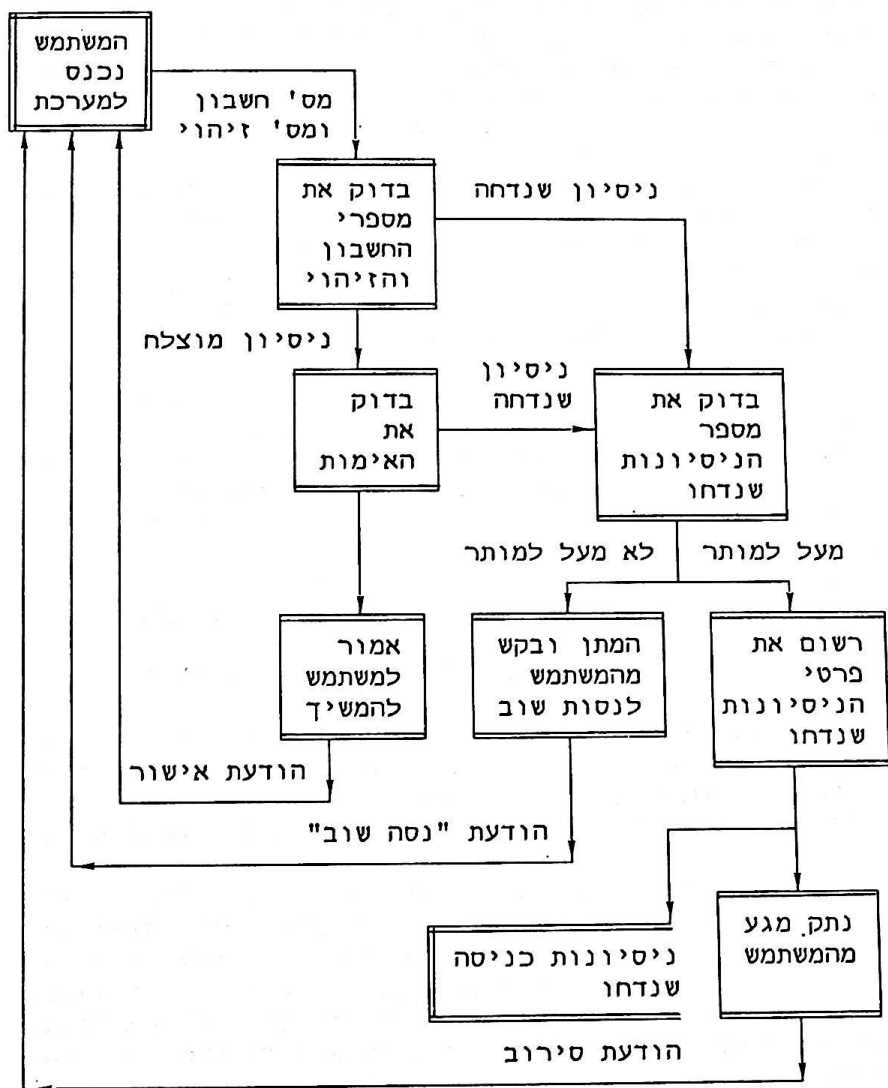 המשתמש
נכנס
למערכת
מס' חשבון
ומס' זיהוי
בדוק את
מספרי
החשבון
והזיהוי
ניסיון שנדחה
ניסיון מוצלח
בדוק
את
האימות
ניסיון
שנדחה
בדוק את
מספר
הניסיונות
שנדחו
מעל למותר
לא מעל למותר
אמור
למשתמש
להמשיך
המתן ובקש
מהמשתמש
לנסות שוב
רשום את
פרטי
הניסיונות
שנדחו
הודעת אישור
הודעת "נסה שוב"
ניסיונות כניסה
שנדחו
נתק מגע
מהמשתמש
הודעת סירוב